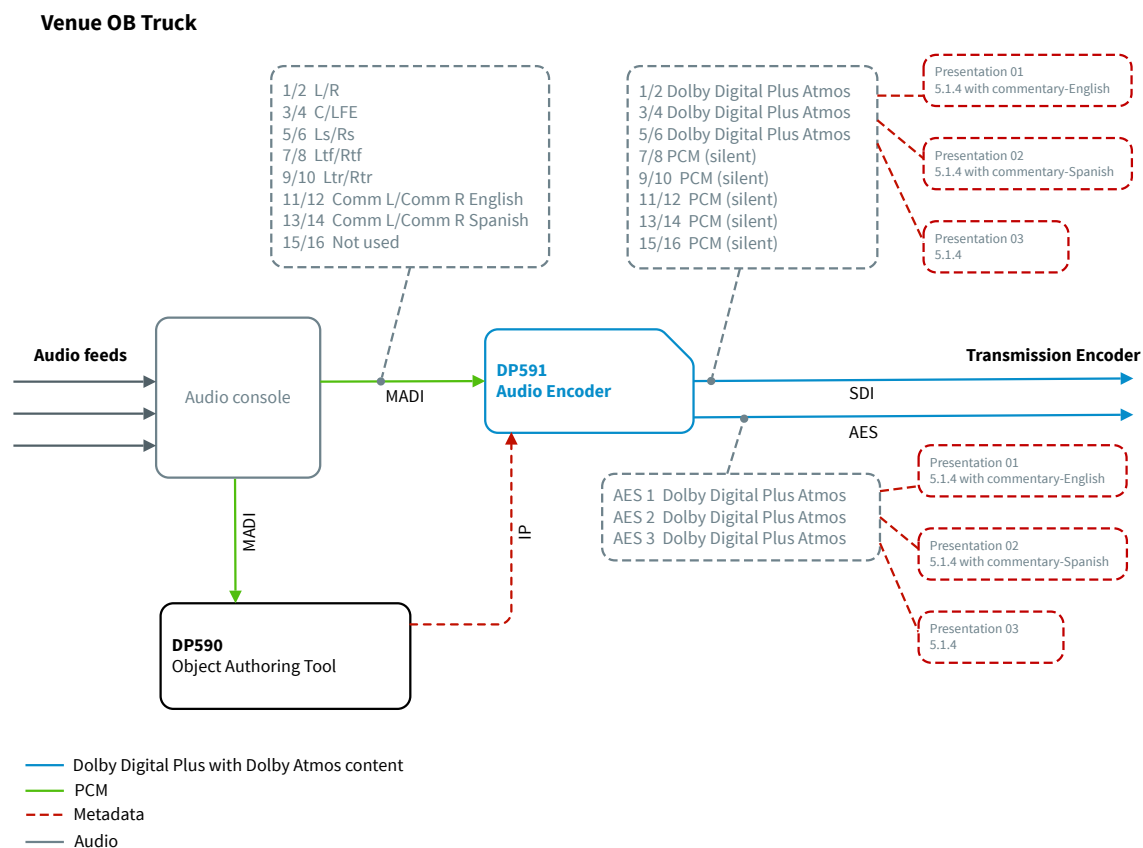 Venue OB Truck
1/2 L/R
3/4 C/LFE
5/6 Ls/Rs
7/8 Ltf/Rtf
9/10 Ltr/Rtr
11/12 Comm L/Comm R English
13/14 Comm L/Comm R Spanish
15/16 Not used
1/2 Dolby Digital Plus Atmos
3/4 Dolby Digital Plus Atmos
5/6 Dolby Digital Plus Atmos
7/8 PCM (silent)
9/10 PCM (silent)
11/12 PCM (silent)
13/14 PCM (silent)
15/16 PCM (silent)
Presentation 01
5.1.4 with commentary-English
Presentation 02
5.1.4 with commentary-Spanish
Presentation 03
5.1.4
Audio feeds
Audio console
MADI
DP591
Audio Encoder
Transmission Encoder
SDI
AES
MADI
IP
AES 1 Dolby Digital Plus Atmos
AES 2 Dolby Digital Plus Atmos
AES 3 Dolby Digital Plus Atmos
Presentation 01
5.1.4 with commentary-English
Presentation 02
5.1.4 with commentary-Spanish
Presentation 03
5.1.4
DP590
Object Authoring Tool
Dolby Digital Plus with Dolby Atmos content
PCM
Metadata
Audio